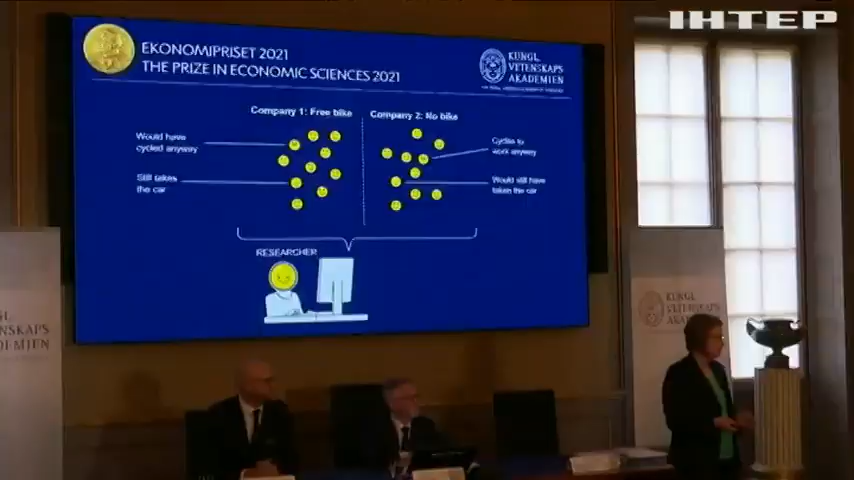 ІНТЕР
EKONOMIPRISET 2021
THE PRIZE IN ECONOMIC SCIENCES 2021
KUNGL.
VETENSKAPS
AKADEMIEN
Company 1: Free bike
Company 2: No bike
Would have
cycled anyway
Cycles to
work anyway
Still takes
the car
Would still have
taken the car
RESEARCHER
KUNGL.
VETENSKAPS